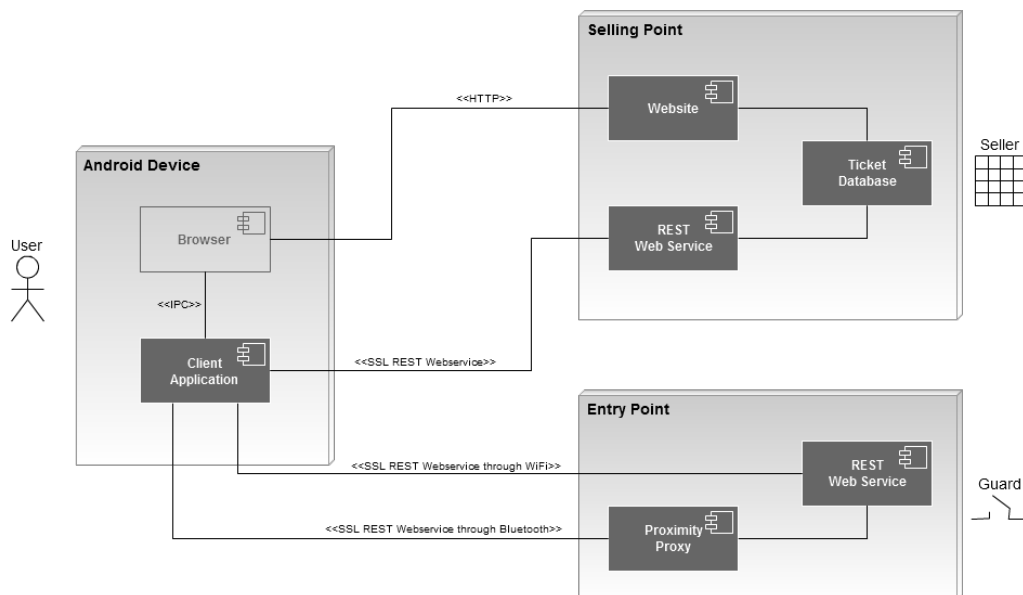 Selling Point
<<HTTP>>
Website
Seller
Android Device
Ticket
Database
Browser
REST
Web Service
User
<<IPC>>
Client
Application
<<SSL REST Webservice>>
Entry Point
<<SSL REST Webservice through WiFi>>
REST
Web Service
Guard
<<SSL REST Webservice through Bluetooth>>
Proximity
Proxy